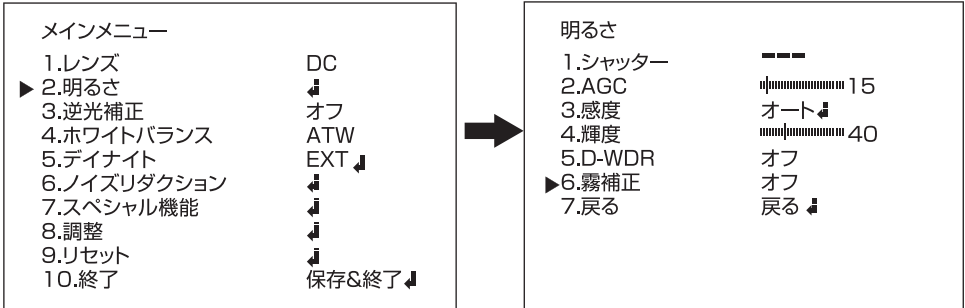 メインメニュー
1.レンズ DC
▶ 2.明るさ ↲
3.逆光補正 オフ
4.ホワイトバランス ATW
5.デイナイト EXT ↲
6.ノイズリダクション ↲
7.スペシャル機能 ↲
8.調整 ↲
9.リセット ↲
10.終了 保存&終了↲
明るさ
1.シャッター ---
2.AGC 15
3.感度 オート↲
4.輝度 40
5.D-WDR オフ
▶6.霧補正 オフ
7.戻る 戻る ↲